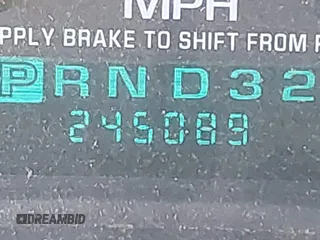 MPH
PPLY BRAKE TO SHIFT FROM P
P R N D 3 2
245089
DREAMBID